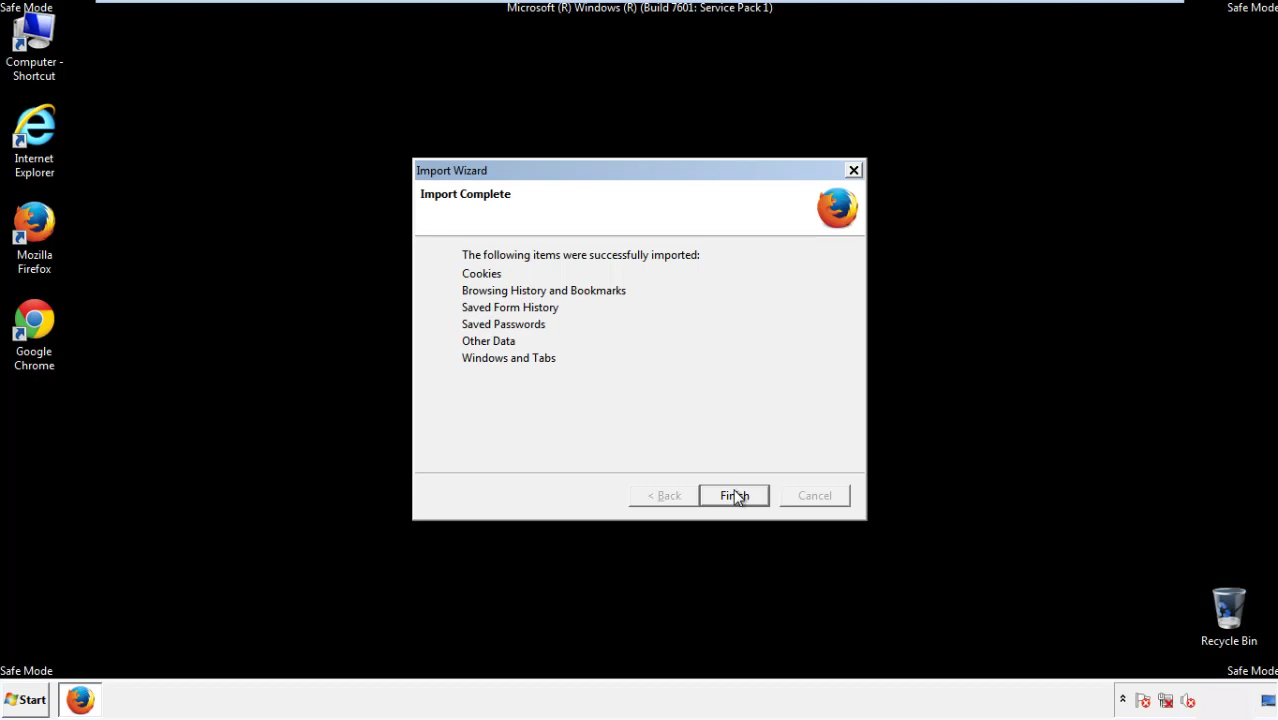 Safe Mode
Microsoft (R) Windows (R) (Build 7601: Service Pack 1)
Safe Mode
Computer -
Shortcut
Internet
Explorer
Mozilla
Firefox
Google
Chrome
Import Wizard
Import Complete
The following items were successfully imported:
Cookies
Browsing History and Bookmarks
Saved Form History
Saved Passwords
Other Data
Windows and Tabs
< Back
Finish
Cancel
Recycle Bin
Safe Mode
Safe Mode
Start